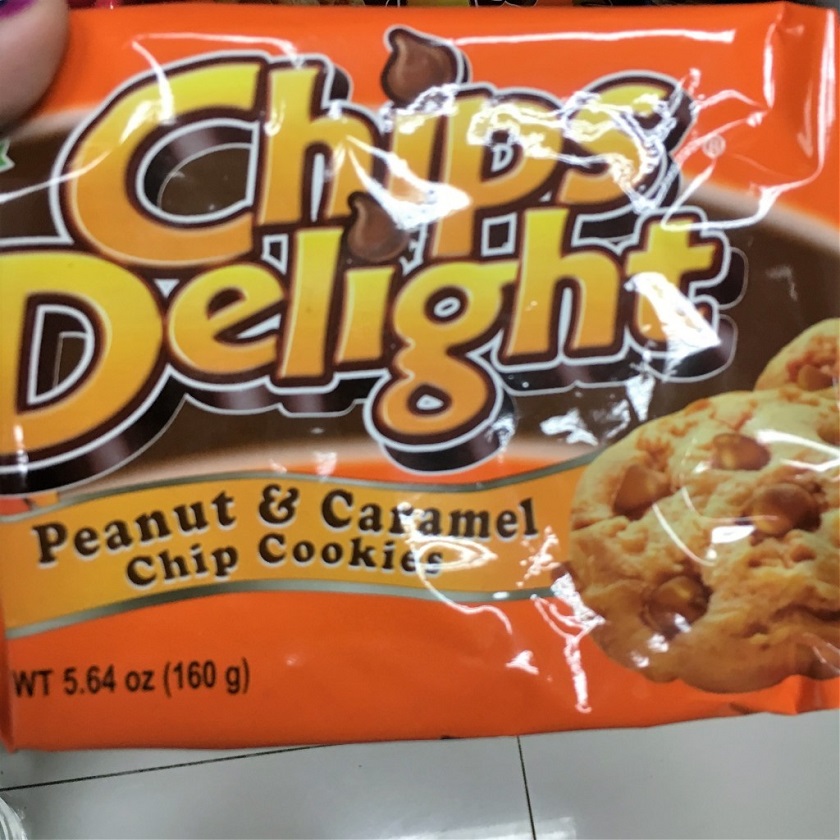 Chips
Delight
Peanut & Caramel
Chip Cookies
WT 5.64 oz (160 g)